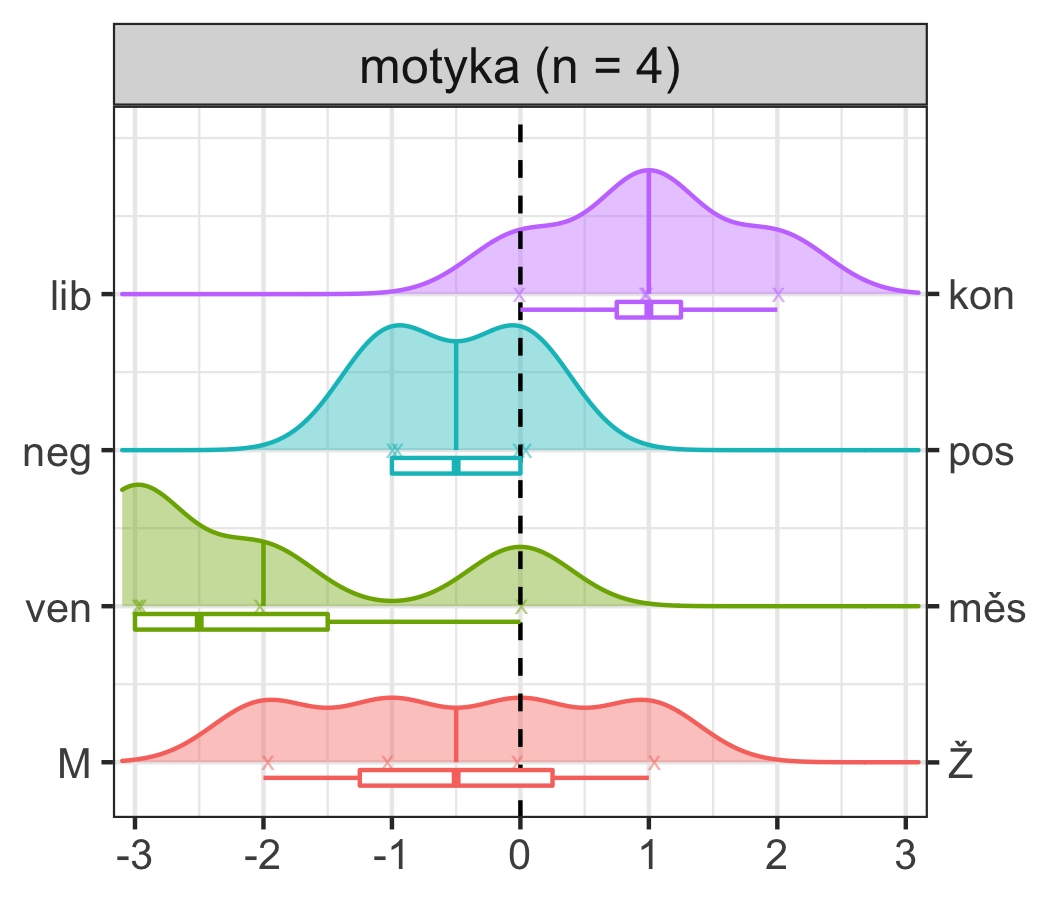 motyka (n = 4)
lib kon
neg pos
ven měs
M Ž
-3 -2 -1 0 1 2 3